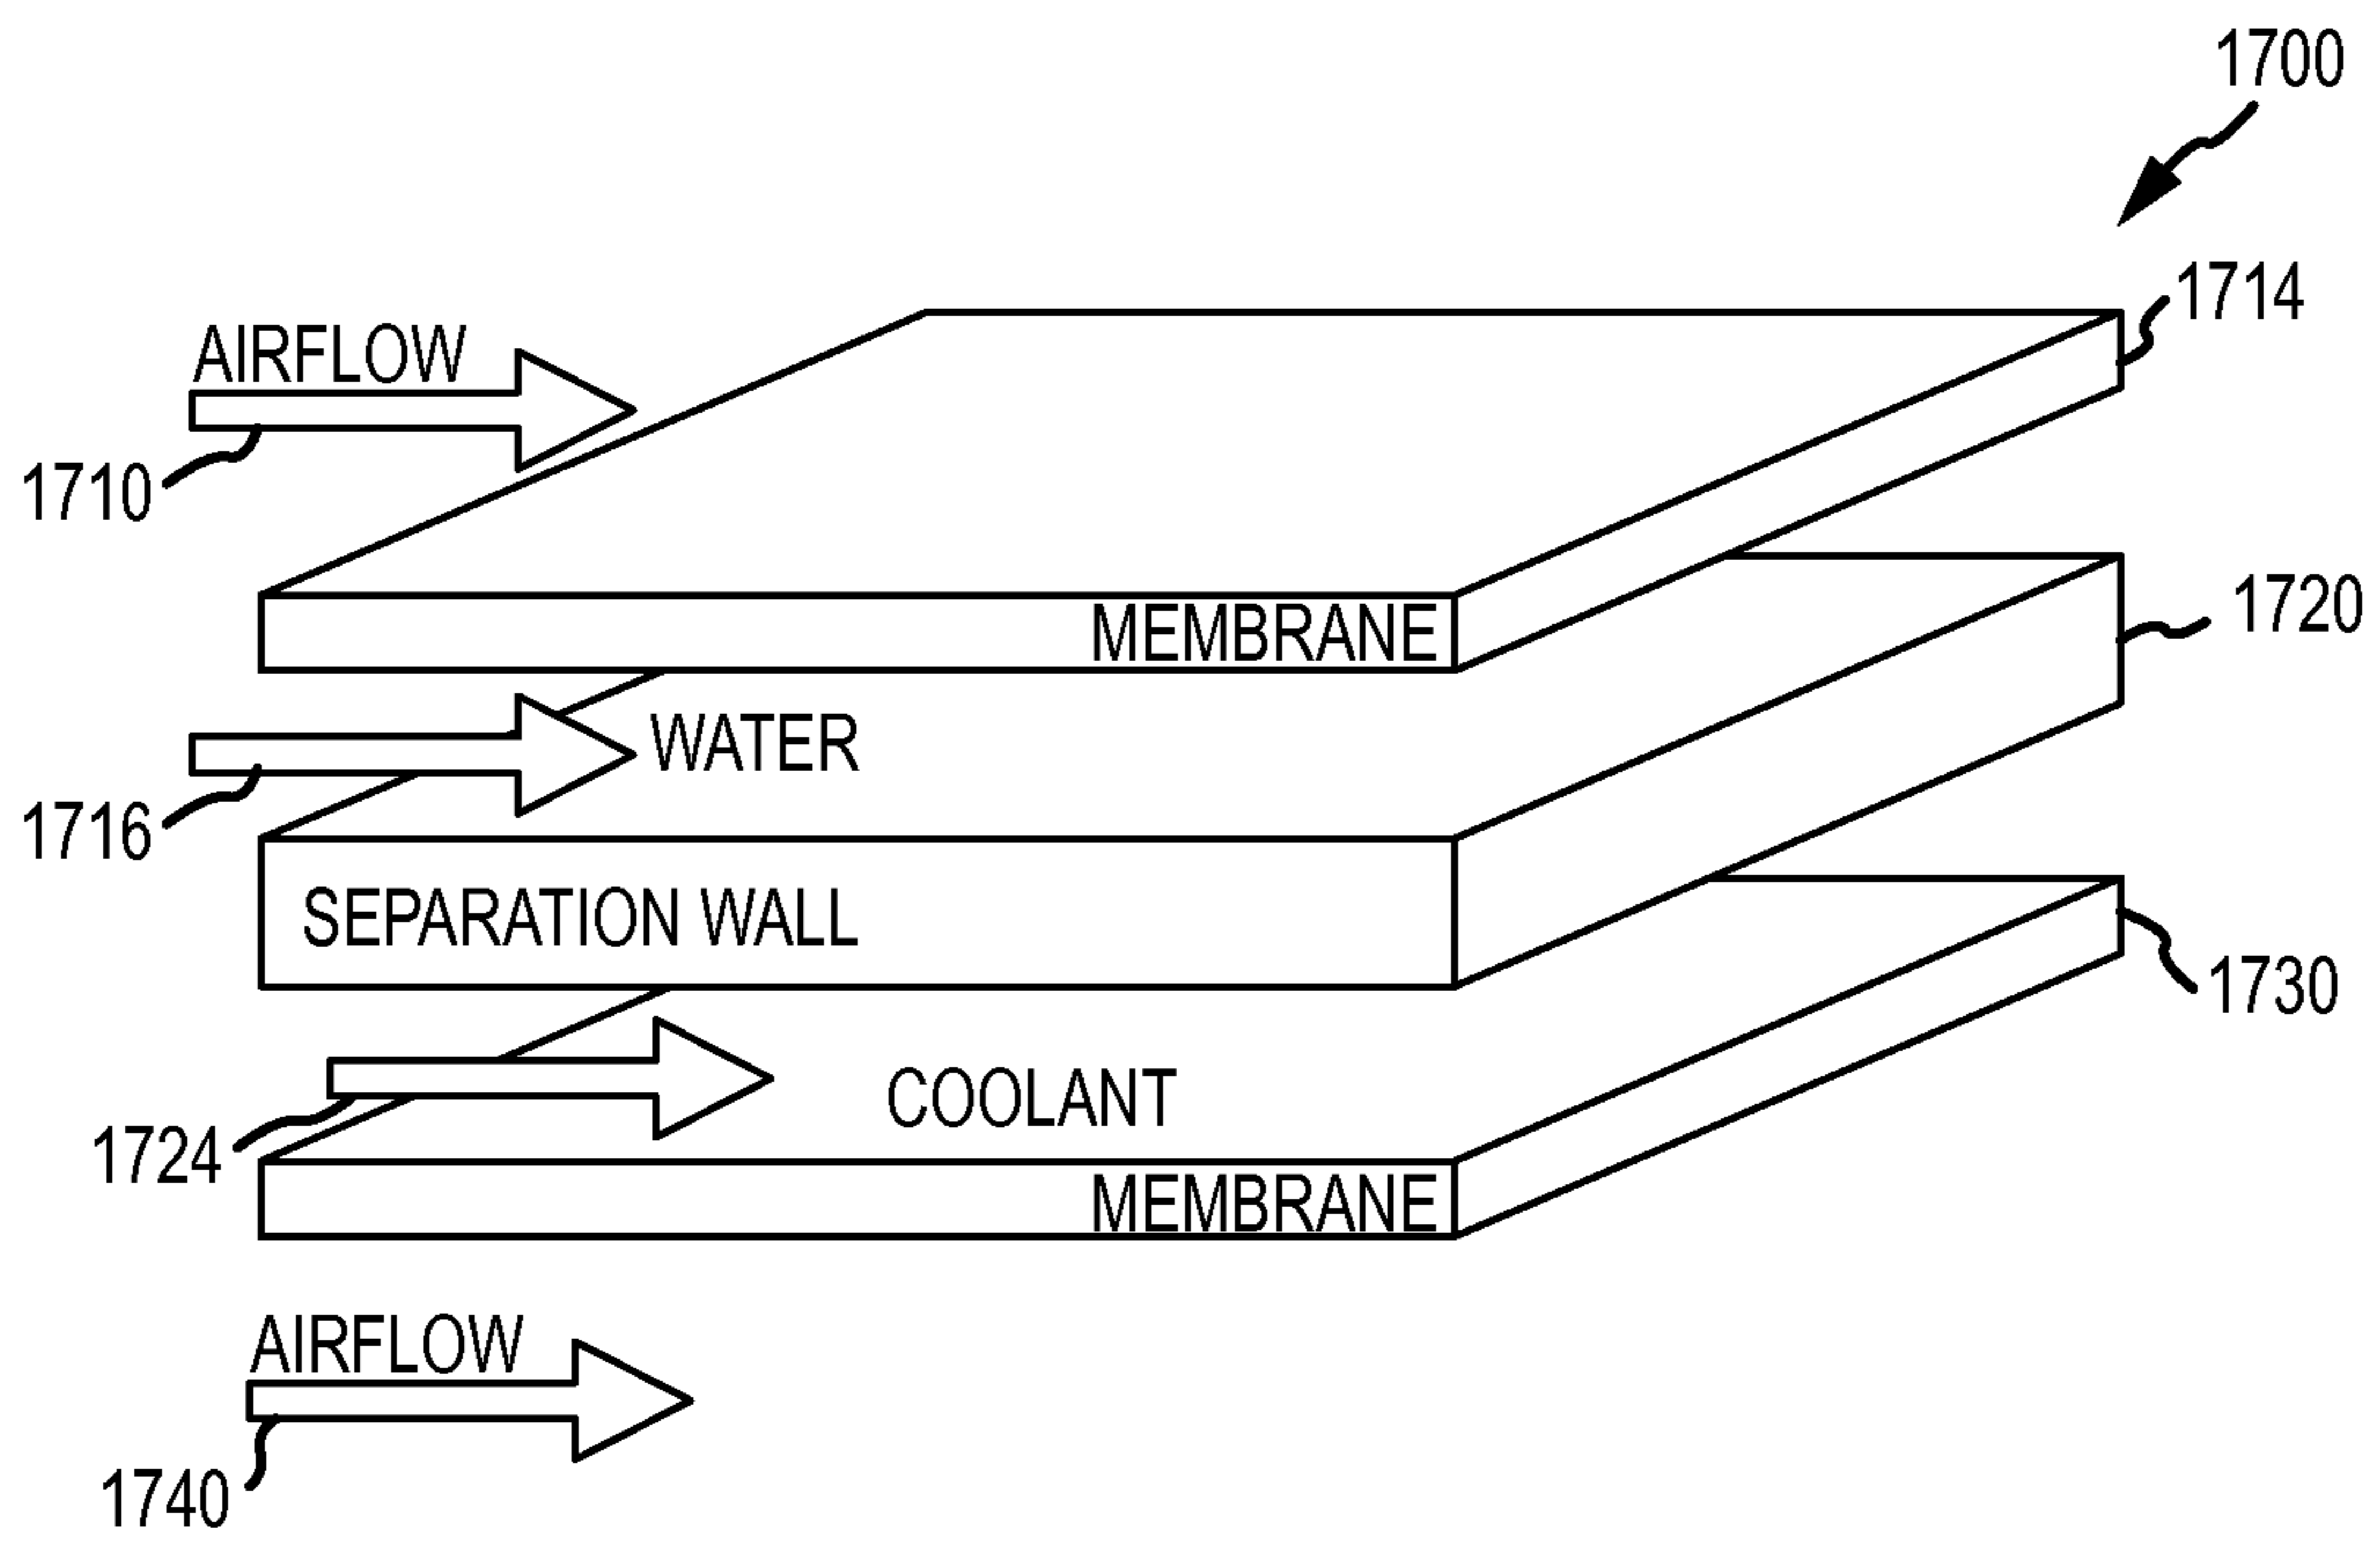 1700
1714
AIRFLOW
1710
1720
MEMBRANE
WATER
1716
SEPARATION WALL
1730
COOLANT
1724
MEMBRANE
AIRFLOW
1740